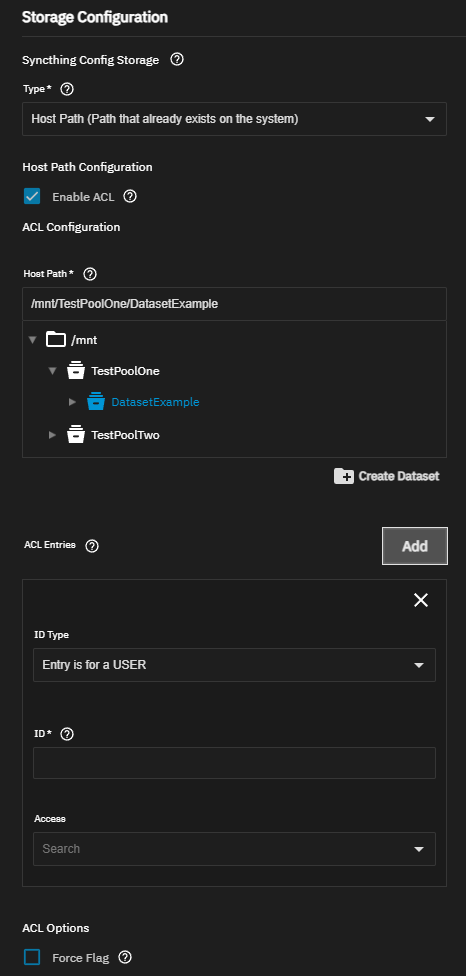 Storage Configuration
Syncthing Config Storage
Type *
Host Path (Path that already exists on the system)
Host Path Configuration
Enable ACL
ACL Configuration
Host Path *
/mnt/TestPoolOne/DatasetExample
/mnt
TestPoolOne
DatasetExample
TestPoolTwo
Create Dataset
ACL Entries
Add
ID Type
Entry is for a USER
ID *
Access
Search
ACL Options
Force Flag